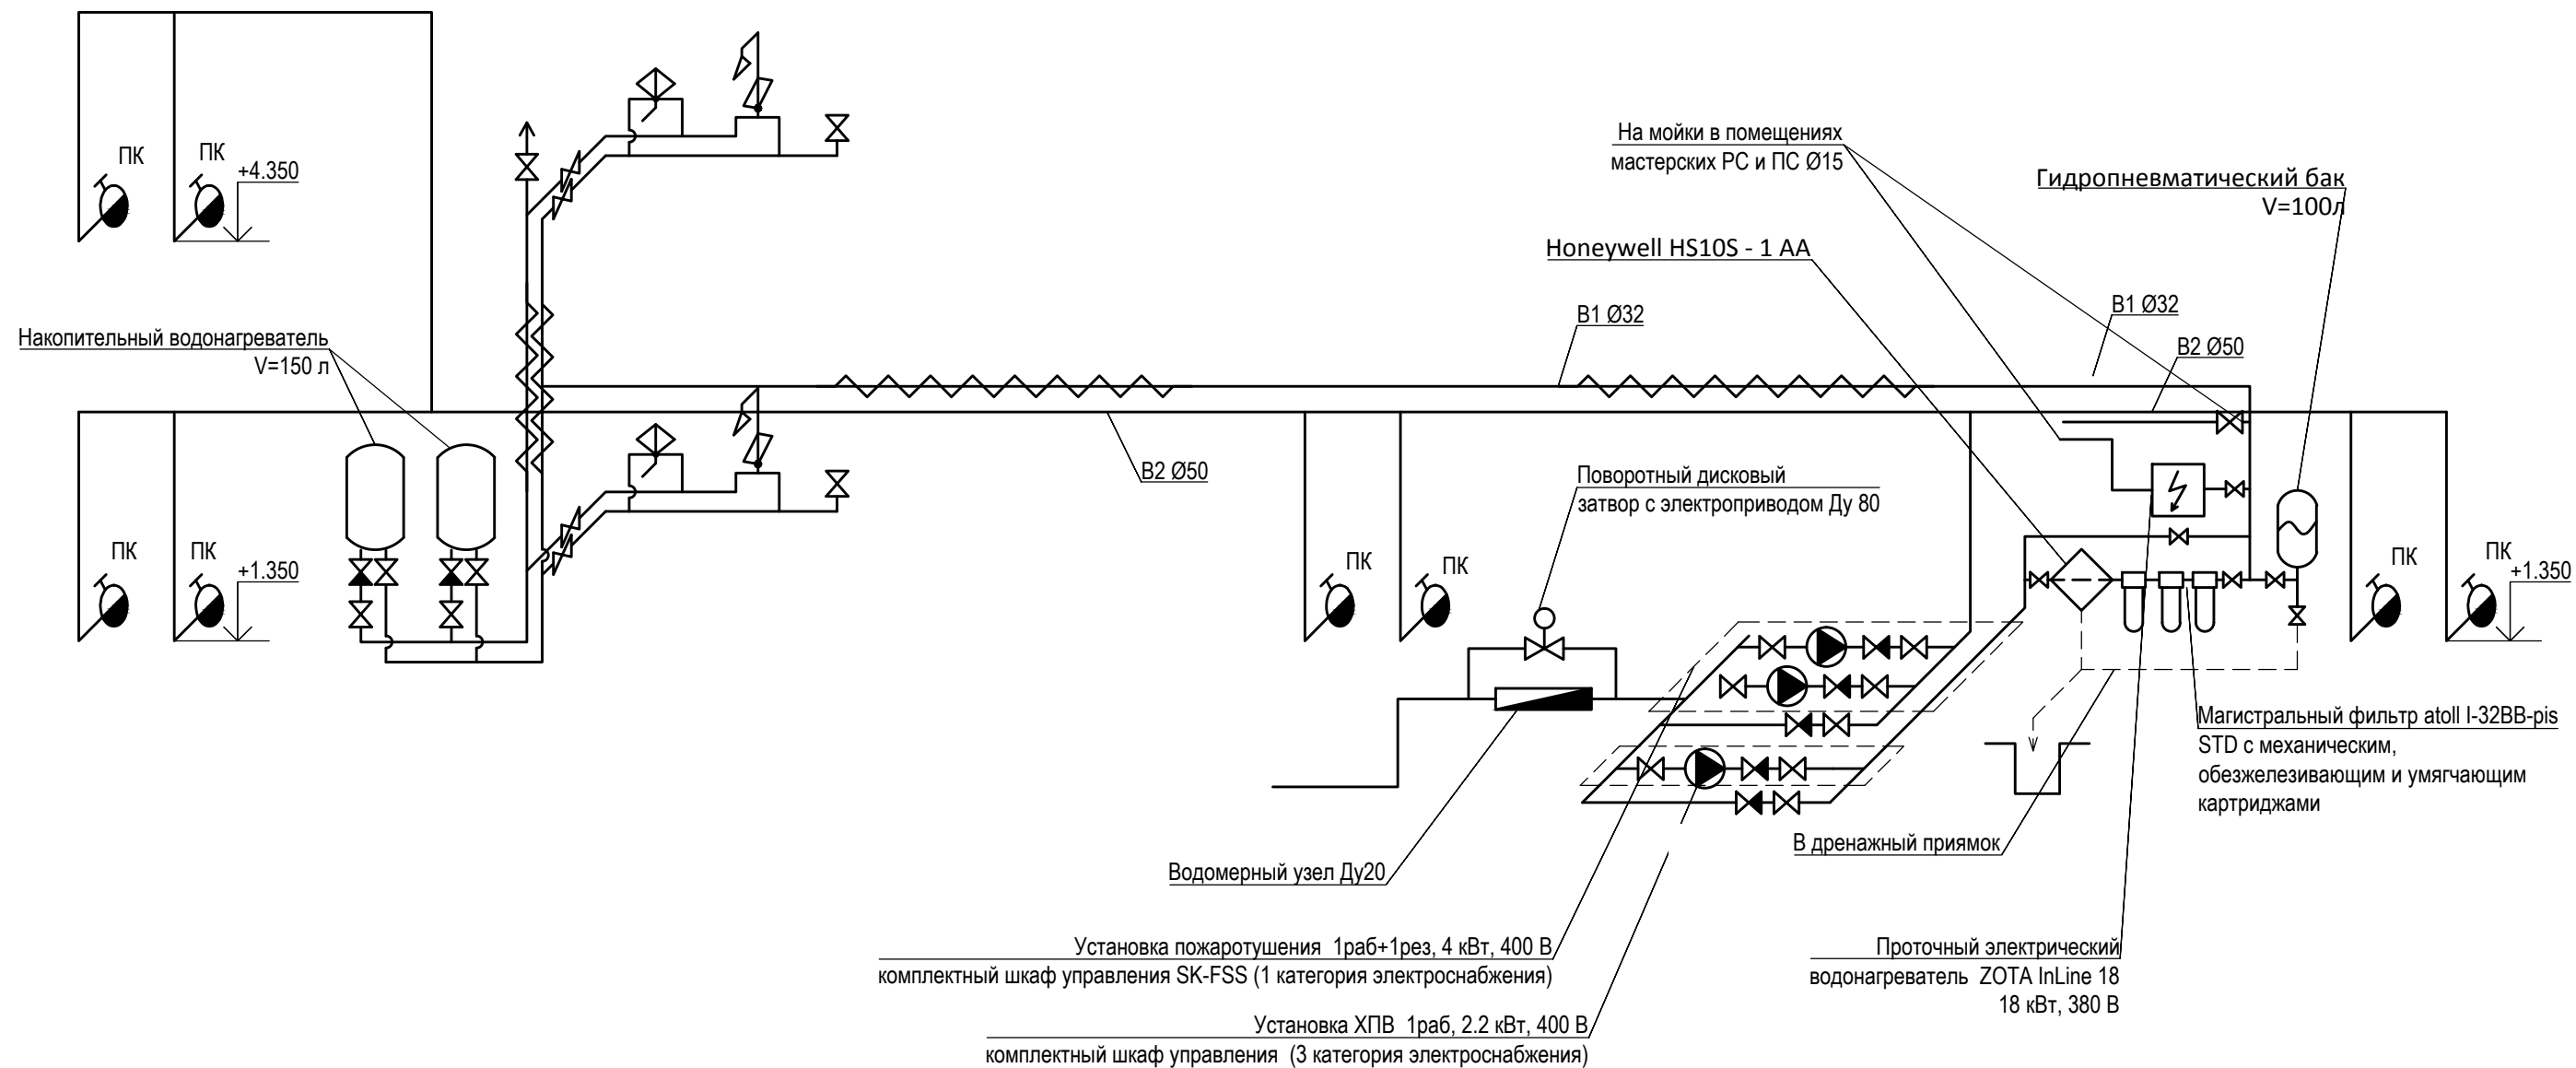 ПК
ПК
+4.350
На мойки в помещениях
мастерских РС и ПС Ø15
Гидропневматический бак
V=100л
Honeywell HS10S - 1 AA
В1 Ø32
В1 Ø32
В2 Ø50
Накопительный водонагреватель
V=150 л
В2 Ø50
Поворотный дисковый
затвор с электроприводом Ду 80
ПК
ПК
+1.350
ПК
ПК
ПК
ПК
+1.350
Магистральный фильтр atoll I-32BB-pis
STD с механическим,
обезжелезивающим и умягчающим
картриджами
В дренажный приямок
Водомерный узел Ду20
Установка пожаротушения 1раб+1рез, 4 кВт, 400 В
комплектный шкаф управления SK-FSS (1 категория электроснабжения)
Проточный электрический
водонагреватель ZOTA InLine 18
18 кВт, 380 В
Установка ХПВ 1раб, 2.2 кВт, 400 В
комплектный шкаф управления (3 категория электроснабжения)